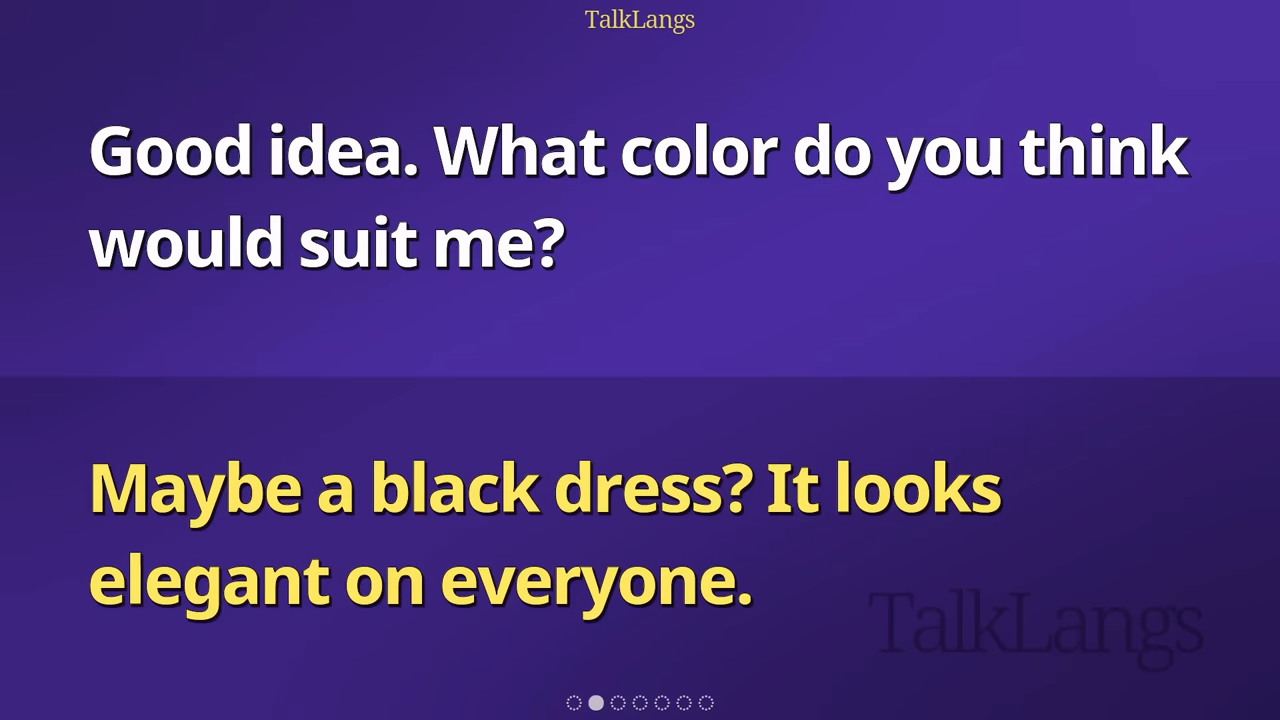 TalkLangs
Good idea. What color do you think
would suit me?
Maybe a black dress? It looks
elegant on everyone.
TalkLangs